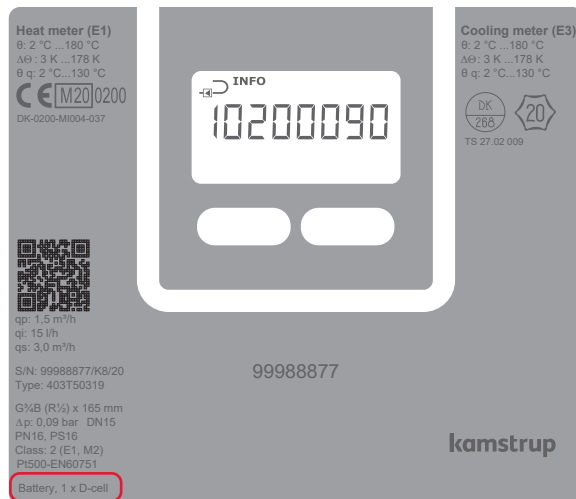 Heat meter (E1)
θ: 2 °C ...180 °C
ΔΘ : 3 K ...178 K
θ q: 2 °C...130 °C
CE M20 0200
DK-0200-MI004-037
INFO
10200090
Cooling meter (E3)
θ: 2 °C ...180 °C
ΔΘ : 3 K ...178 K
θ q: 2 °C...130 °C
DK
268
20
TS 27.02 009
qp: 1,5 m³/h
qi: 15 l/h
qs: 3,0 m³/h
S/N: 99988877/K8/20
Type: 403T50319
G¾B (R½) x 165 mm
Δp: 0,09 bar DN15
PN16, PS16
Class: 2 (E1, M2)
Pt500-EN60751
Battery, 1 x D-cell
99988877
kamstrup